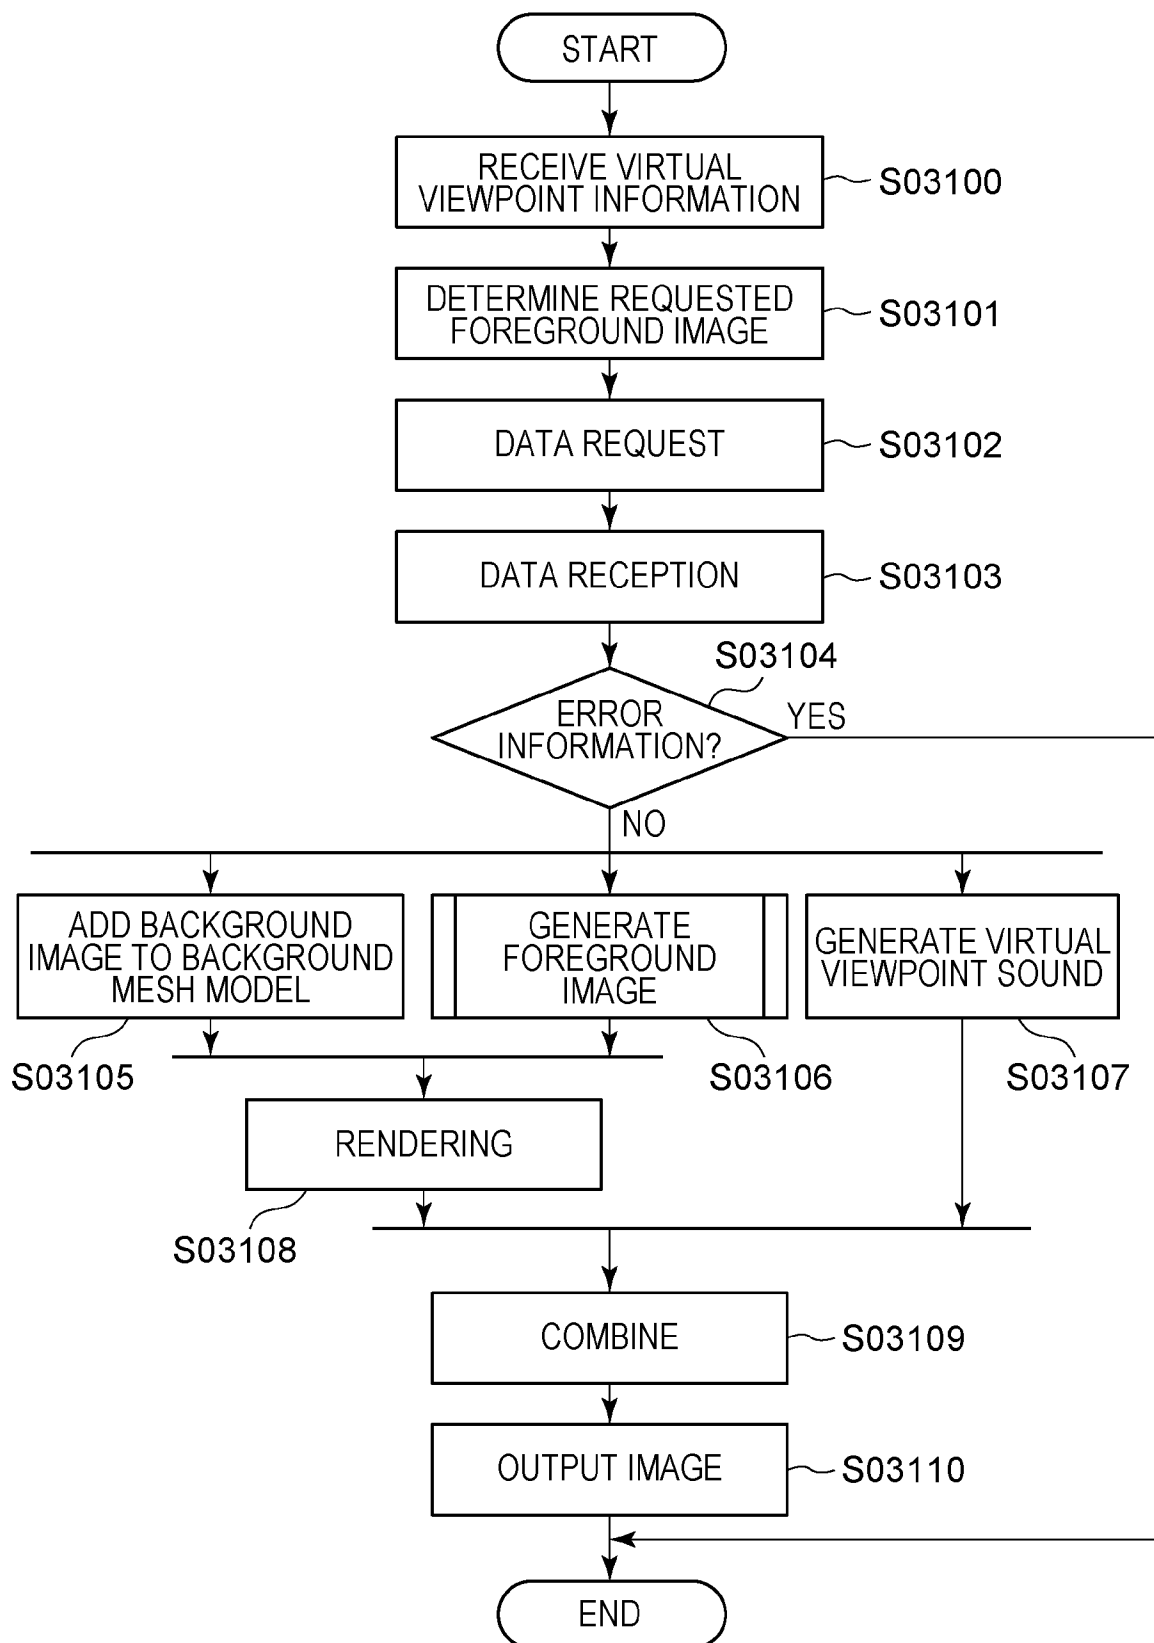 START
RECEIVE VIRTUAL
VIEWPOINT INFORMATION
S03100
DETERMINE REQUESTED
FOREGROUND IMAGE
S03101
DATA REQUEST
S03102
DATA RECEPTION
S03103
S03104
ERROR
INFORMATION?
YES
NO
ADD BACKGROUND
IMAGE TO BACKGROUND
MESH MODEL
GENERATE
FOREGROUND
IMAGE
GENERATE VIRTUAL
VIEWPOINT SOUND
S03105
S03106
S03107
RENDERING
S03108
COMBINE
S03109
OUTPUT IMAGE
S03110
END